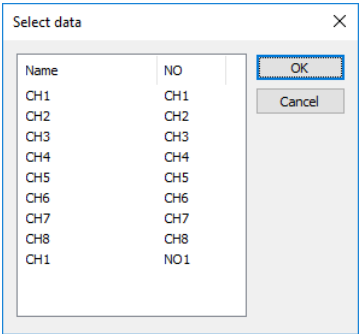 Select data
Name NO
OK
CH1 CH1
Cancel
CH2 CH2
CH3 CH3
CH4 CH4
CH5 CH5
CH6 CH6
CH7 CH7
CH8 CH8
CH1 NO1